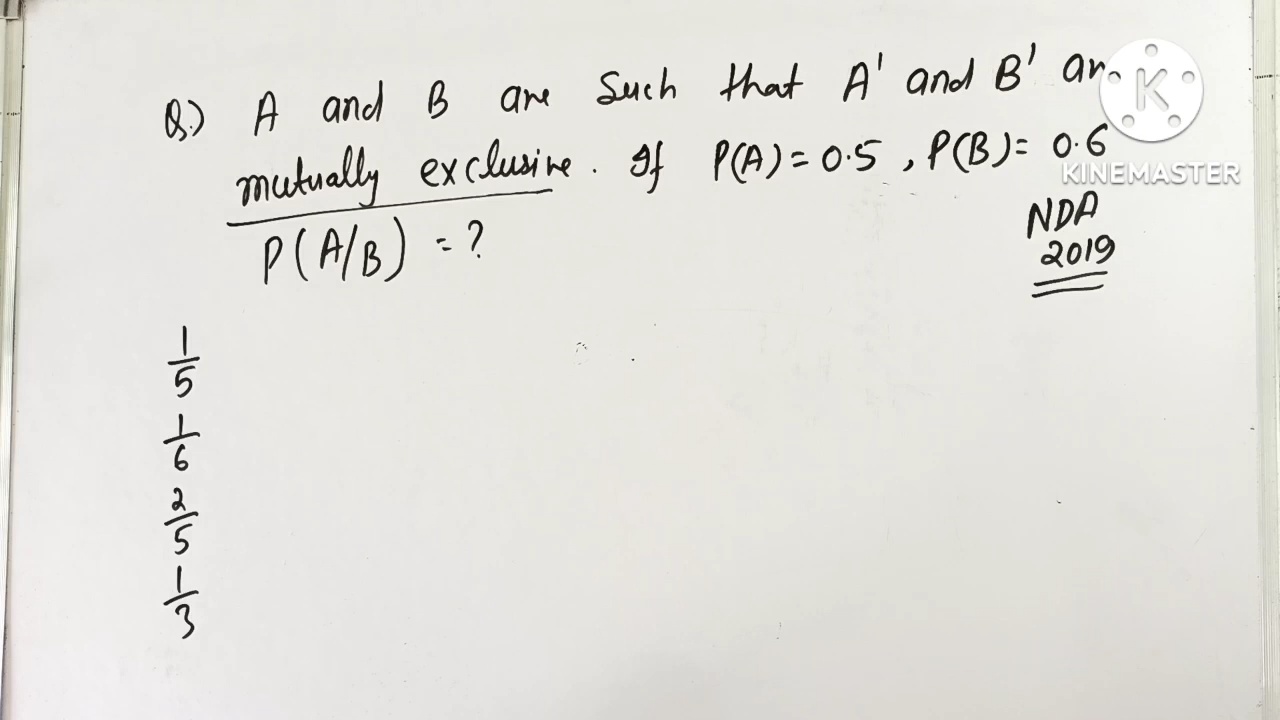 Q.) A and B are such that A' and B' are
mutually exclusive. If P(A) = 0.5, P(B) = 0.6
P(A/B) = ?
K
KINEMASTER
NDA
2019
1/5
1/6
2/5
1/3